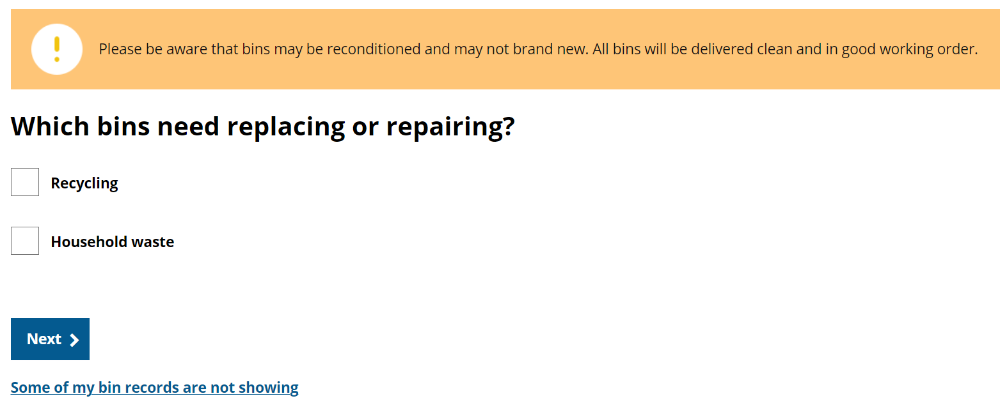 Please be aware that bins may be reconditioned and may not brand new. All bins will be delivered clean and in good working order.
Which bins need replacing or repairing?
Recycling
Household waste
Next
Some of my bin records are not showing